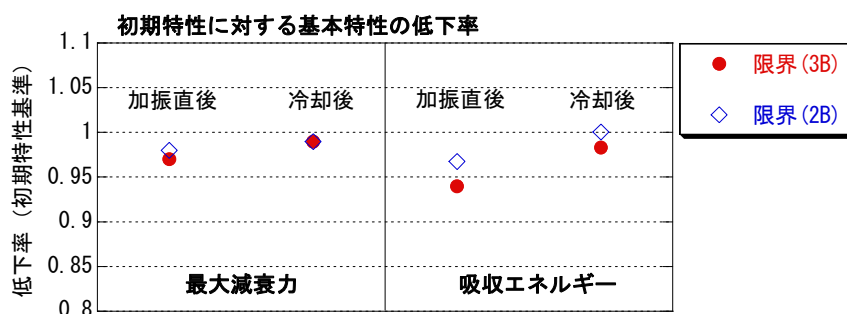 初期特性に対する基本特性の低下率
低下率（初期特性基準）
1.1
1.05
1
0.95
0.9
0.85
0.8
加振直後
冷却後
加振直後
冷却後
最大減衰力
吸収エネルギー
限界(3B)
限界(2B)